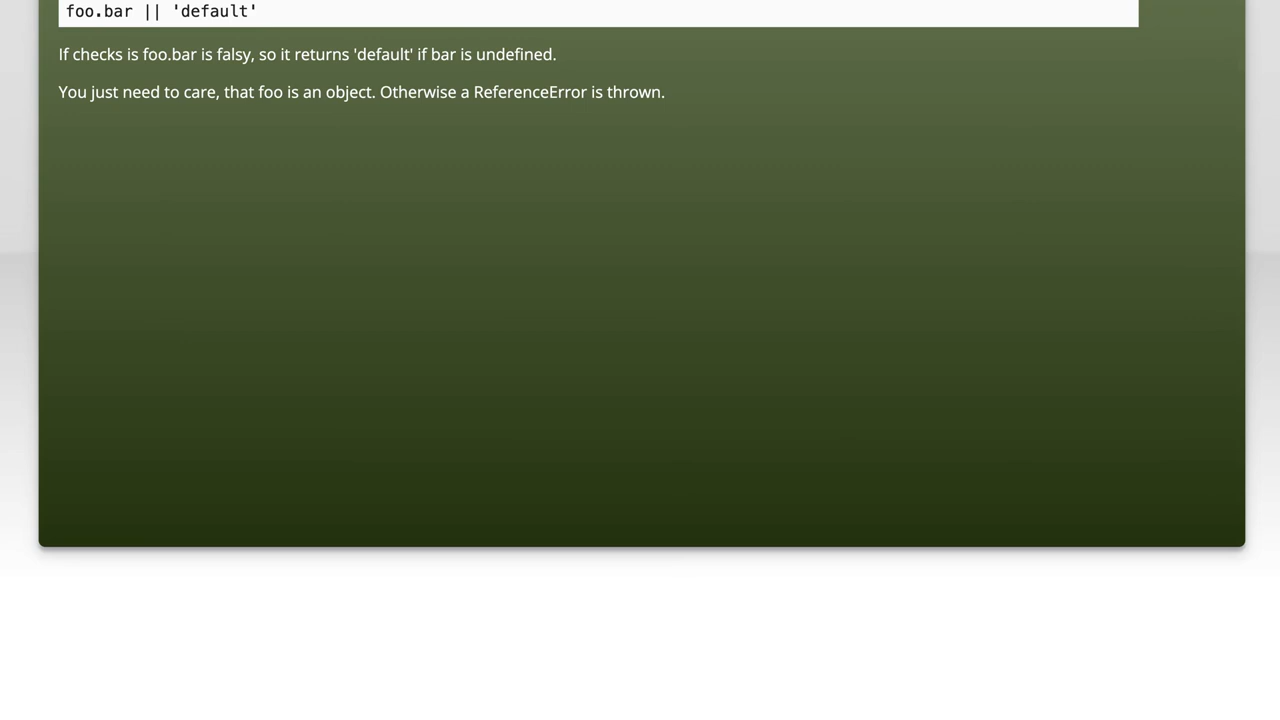 foo.bar || 'default'
If checks is foo.bar is falsy, so it returns 'default' if bar is undefined.
You just need to care, that foo is an object. Otherwise a ReferenceError is thrown.